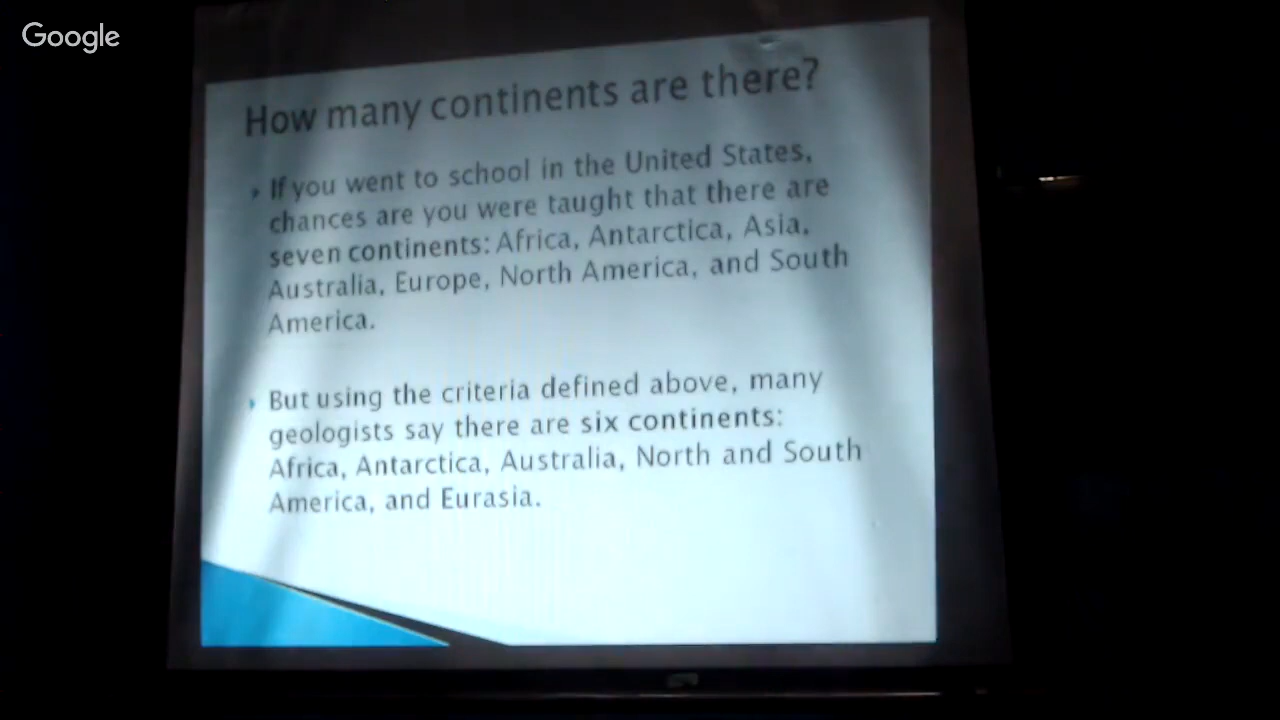 Google
How many continents are there?
If you went to school in the United States,
chances are you were taught that there are
seven continents: Africa, Antarctica, Asia,
Australia, Europe, North America, and South
America.
But using the criteria defined above, many
geologists say there are six continents:
Africa, Antarctica, Australia, North and South
America, and Eurasia.